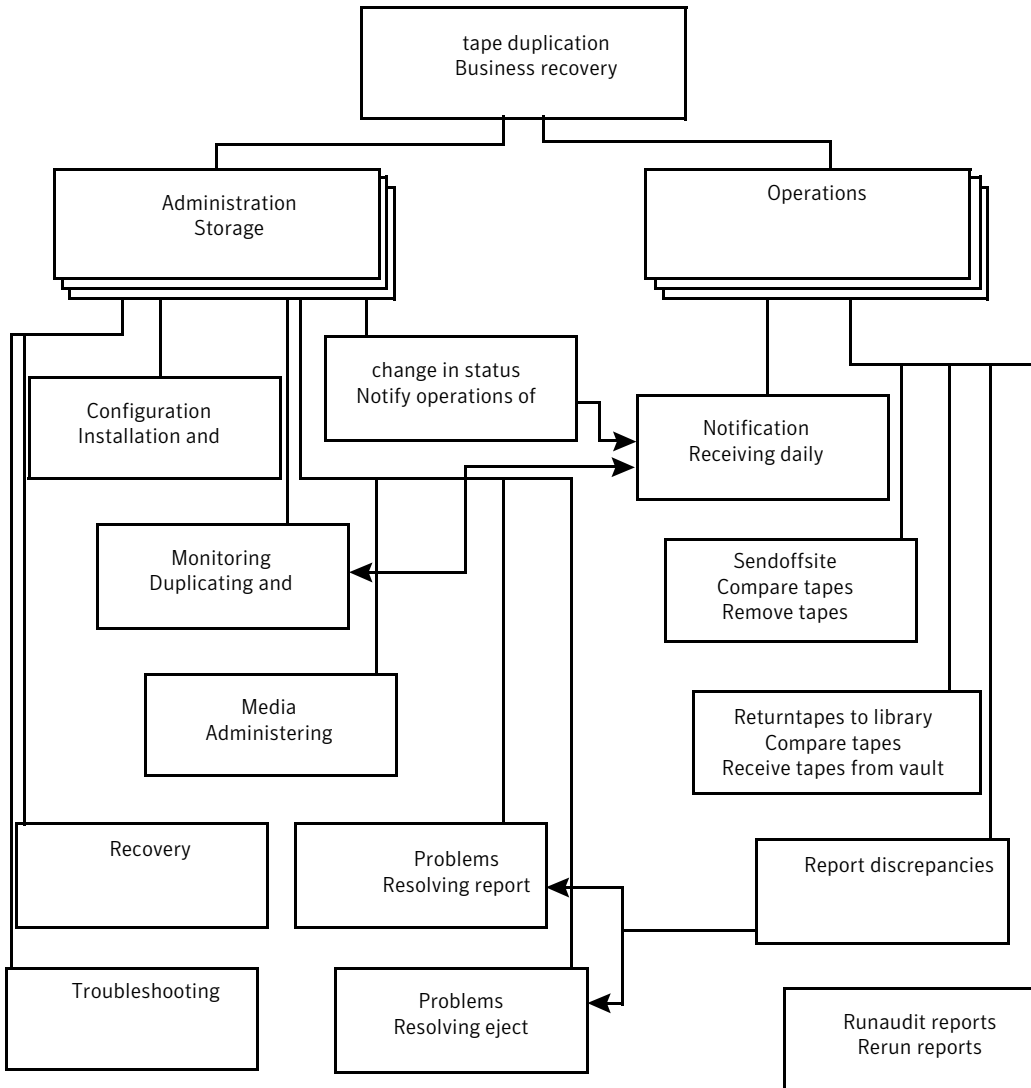 tape duplication
Business recovery
Administration
Storage
Operations
change in status
Notify operations of
Configuration
Installation and
Notification
Receiving daily
Monitoring
Duplicating and
Sendoffsite
Compare tapes
Remove tapes
Media
Administering
Returntapes to library
Compare tapes
Receive tapes from vault
Recovery
Problems
Resolving report
Report discrepancies
Troubleshooting
Problems
Resolving eject
Runaudit reports
Rerun reports